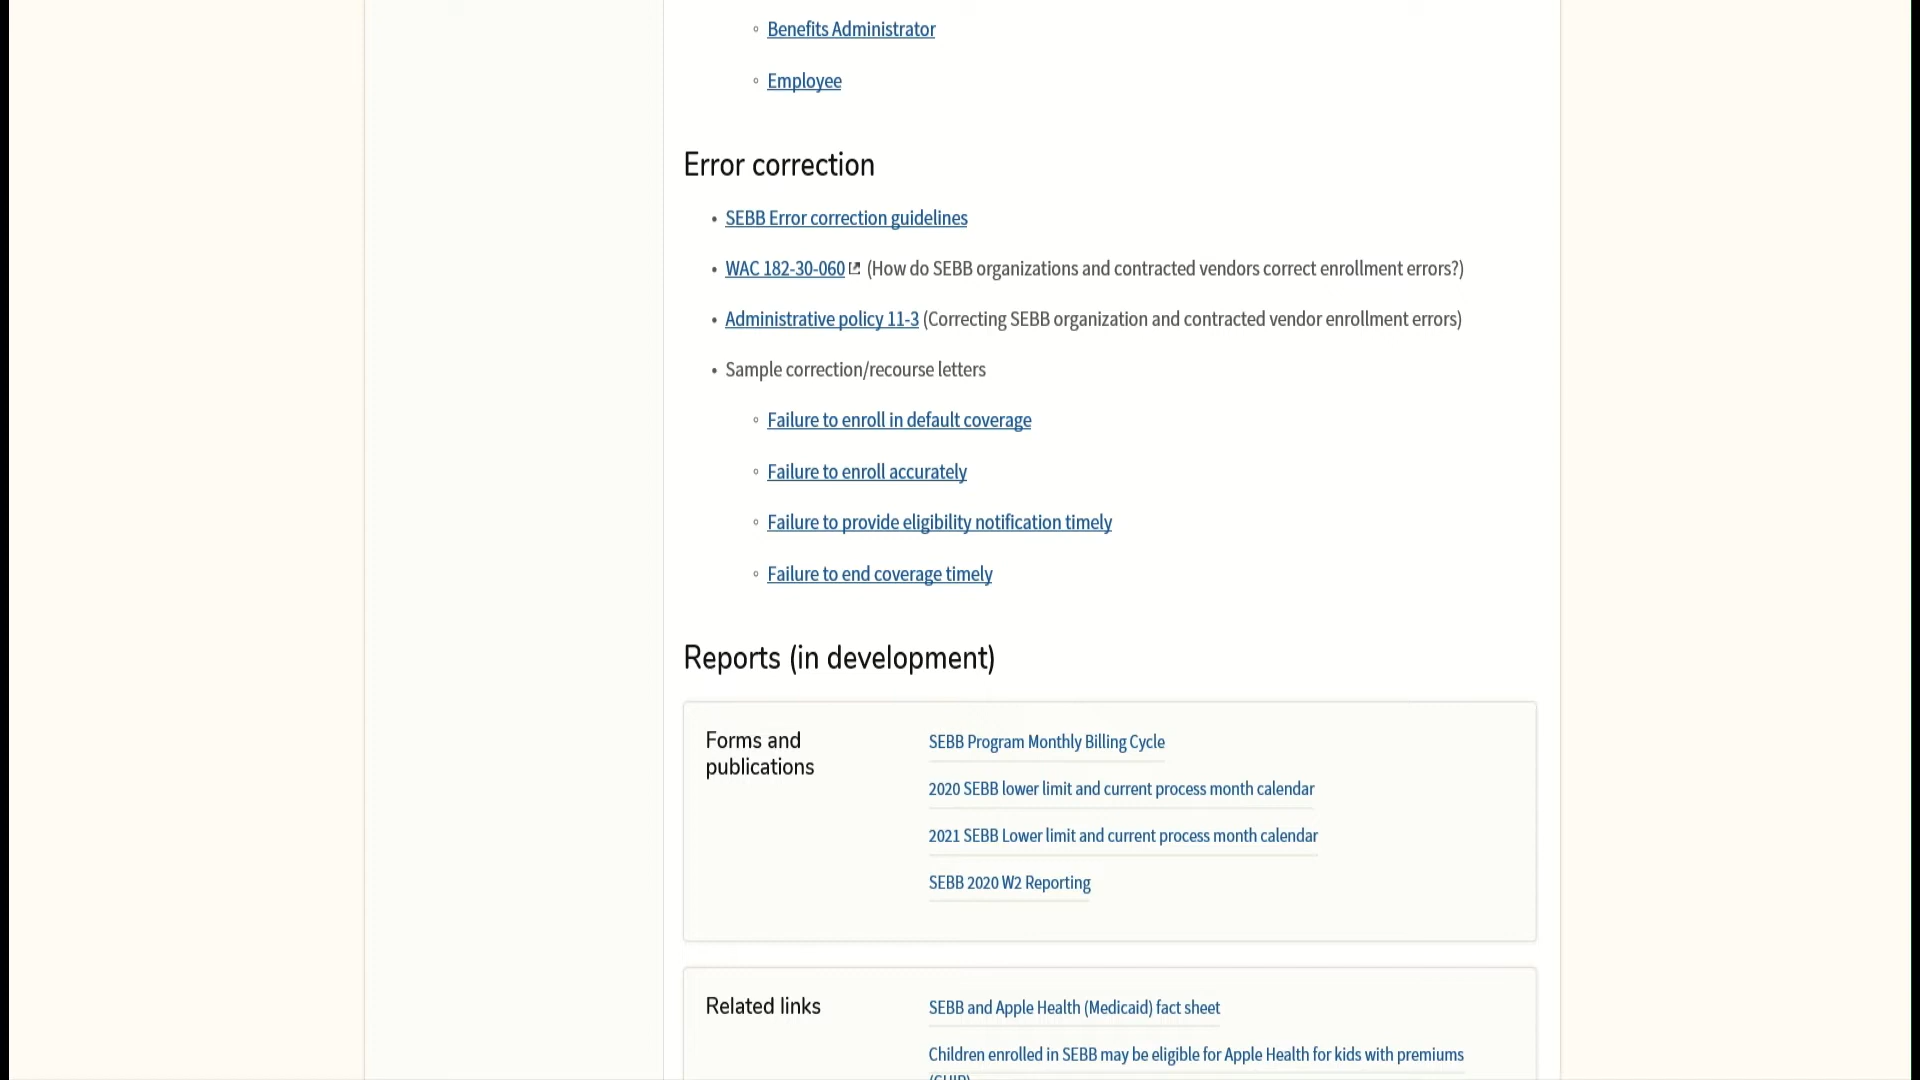 Benefits Administrator
Employee
Error correction
SEBB Error correction guidelines
WAC 182-30-060 (How do SEBB organizations and contracted vendors correct enrollment errors?)
Administrative policy 11-3 (Correcting SEBB organization and contracted vendor enrollment errors)
Sample correction/recourse letters
Failure to enroll in default coverage
Failure to enroll accurately
Failure to provide eligibility notification timely
Failure to end coverage timely
Reports (in development)
Forms and
publications
SEBB Program Monthly Billing Cycle
2020 SEBB lower limit and current process month calendar
2021 SEBB Lower limit and current process month calendar
SEBB 2020 W2 Reporting
Related links
SEBB and Apple Health (Medicaid) fact sheet
Children enrolled in SEBB may be eligible for Apple Health for kids with premiums